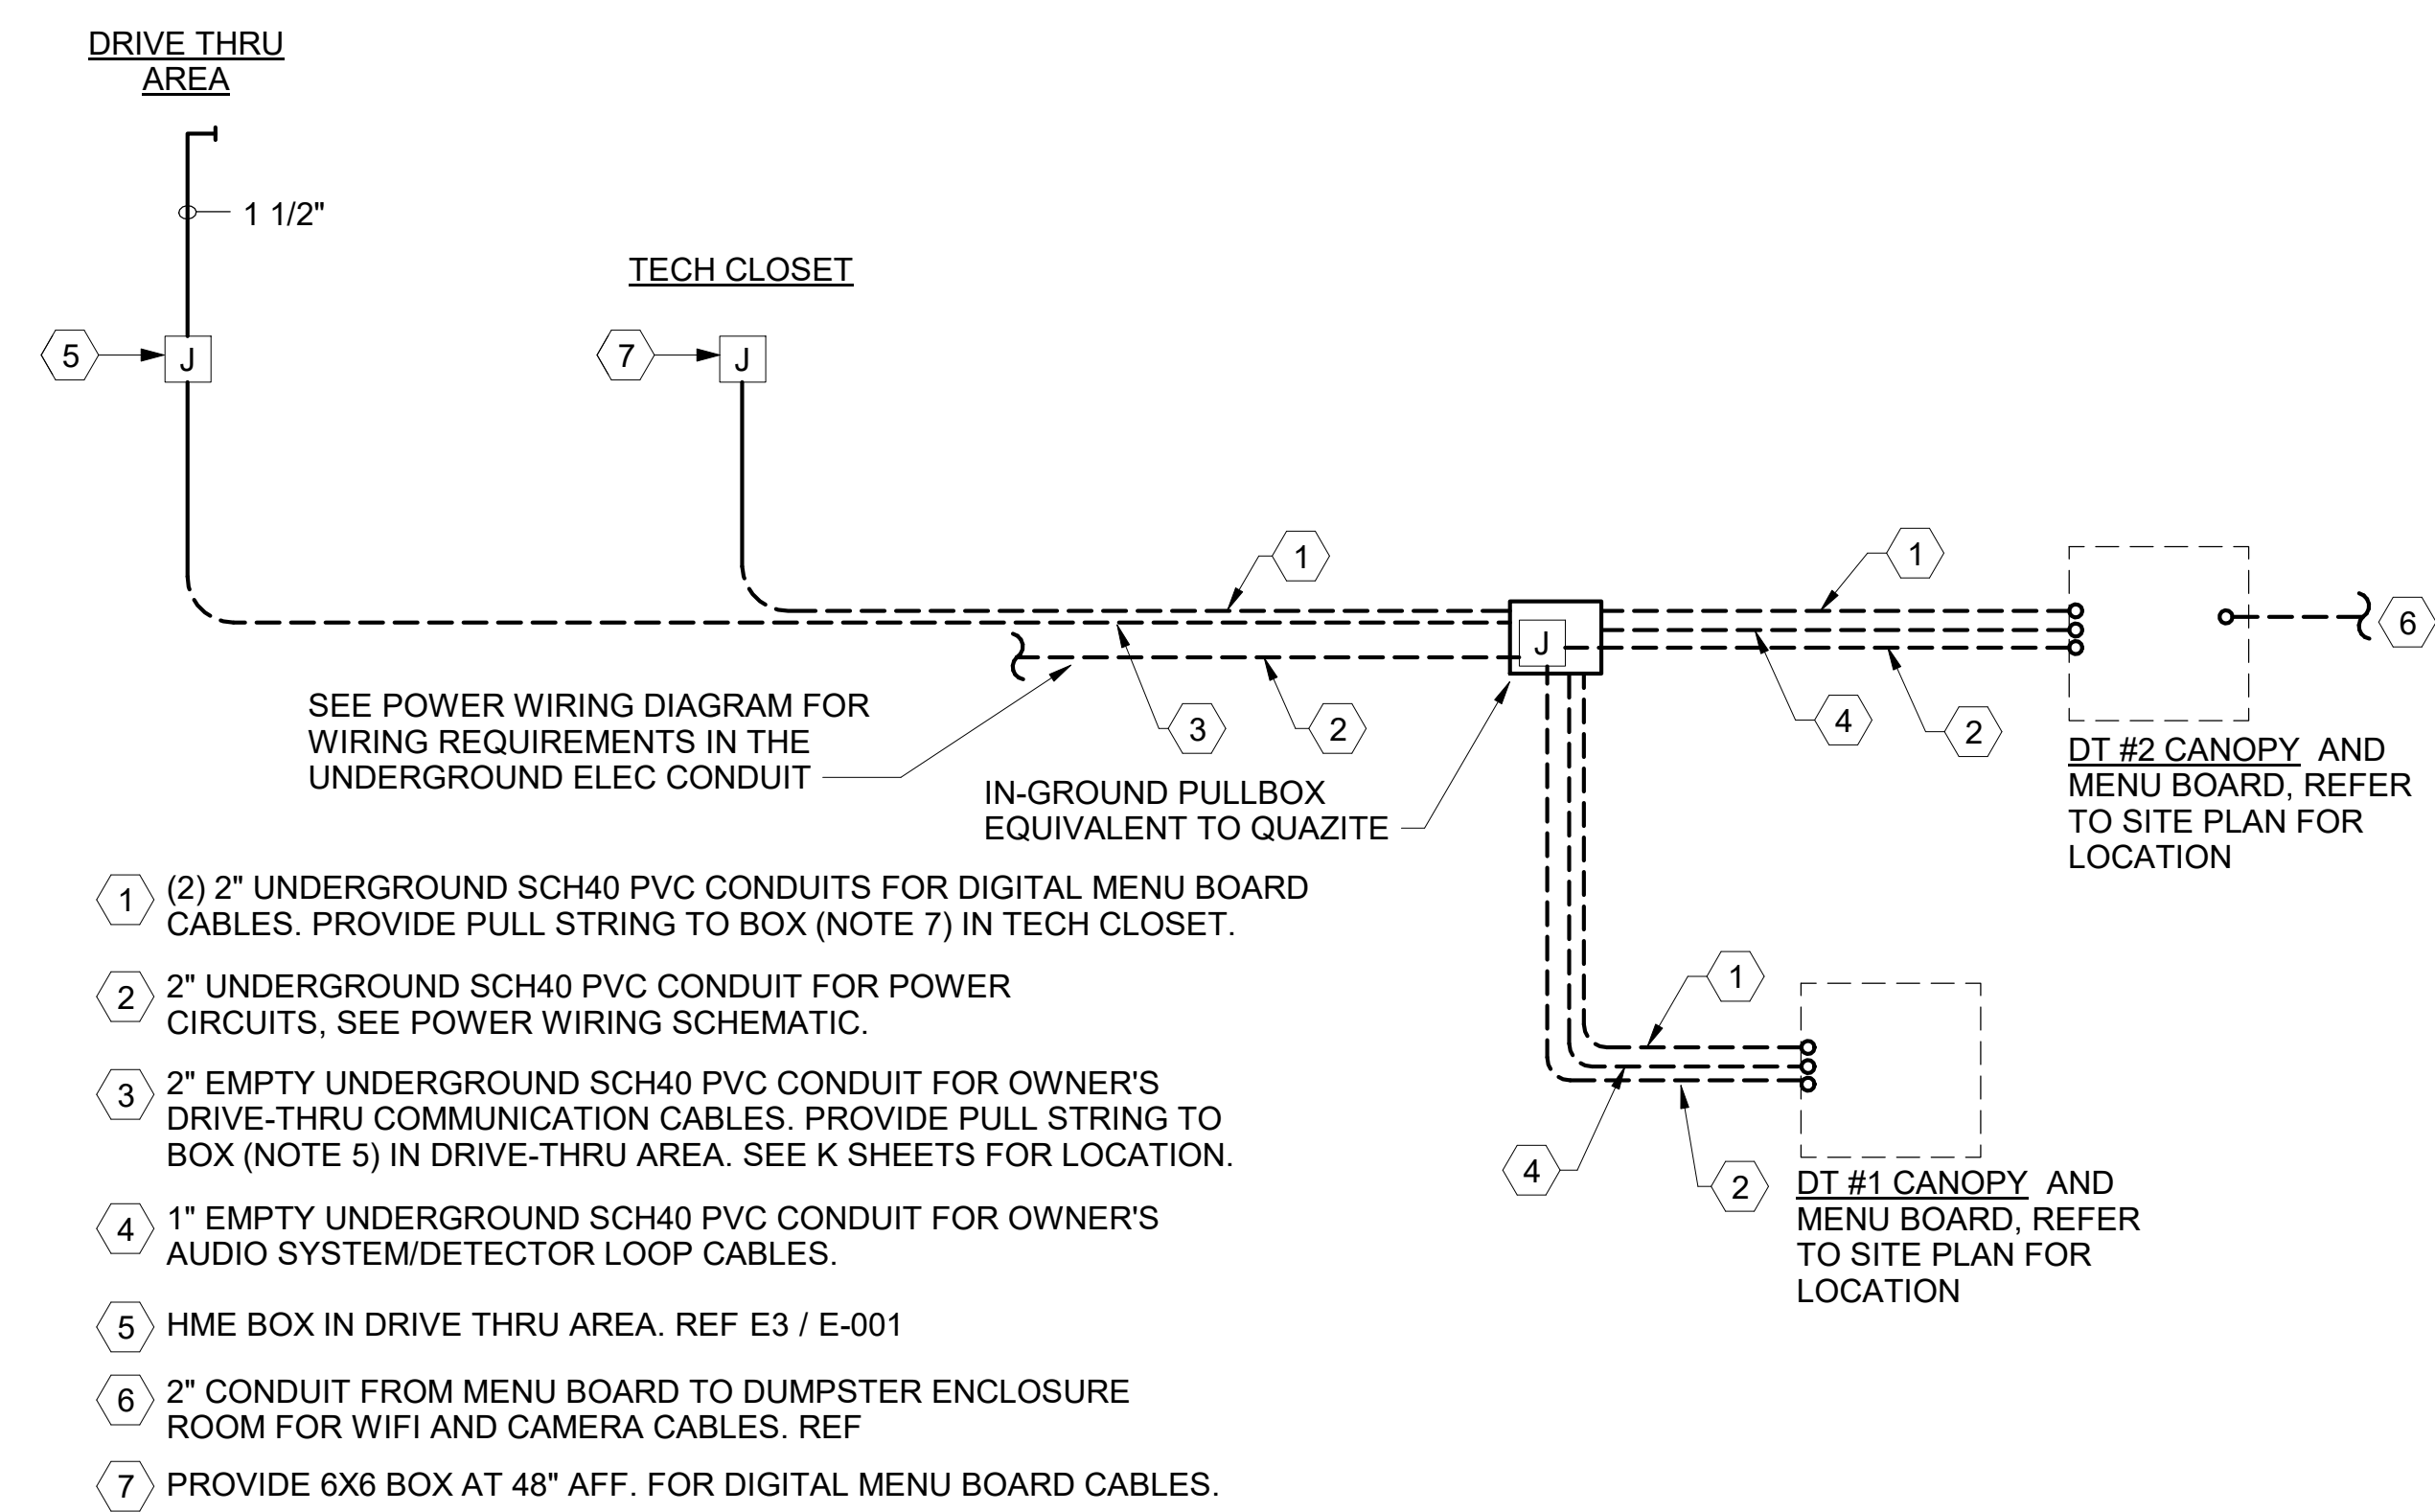 DRIVE THRU
AREA
1 1/2"
TECH CLOSET
5
J
7
J
1
1
6
J
3
2
4
2
SEE POWER WIRING DIAGRAM FOR
WIRING REQUIREMENTS IN THE
UNDERGROUND ELEC CONDUIT
IN-GROUND PULLBOX
EQUIVALENT TO QUAZITE
DT #2 CANOPY AND
MENU BOARD, REFER
TO SITE PLAN FOR
LOCATION
1
4
2
DT #1 CANOPY AND
MENU BOARD, REFER
TO SITE PLAN FOR
LOCATION
1 (2) 2" UNDERGROUND SCH40 PVC CONDUITS FOR DIGITAL MENU BOARD
CABLES. PROVIDE PULL STRING TO BOX (NOTE 7) IN TECH CLOSET.
2 2" UNDERGROUND SCH40 PVC CONDUIT FOR POWER
CIRCUITS, SEE POWER WIRING SCHEMATIC.
3 2" EMPTY UNDERGROUND SCH40 PVC CONDUIT FOR OWNER'S
DRIVE-THRU COMMUNICATION CABLES. PROVIDE PULL STRING TO
BOX (NOTE 5) IN DRIVE-THRU AREA. SEE K SHEETS FOR LOCATION.
4 1" EMPTY UNDERGROUND SCH40 PVC CONDUIT FOR OWNER'S
AUDIO SYSTEM/DETECTOR LOOP CABLES.
5 HME BOX IN DRIVE THRU AREA. REF E3 / E-001
6 2" CONDUIT FROM MENU BOARD TO DUMPSTER ENCLOSURE
ROOM FOR WIFI AND CAMERA CABLES. REF
7 PROVIDE 6X6 BOX AT 48" AFF. FOR DIGITAL MENU BOARD CABLES.